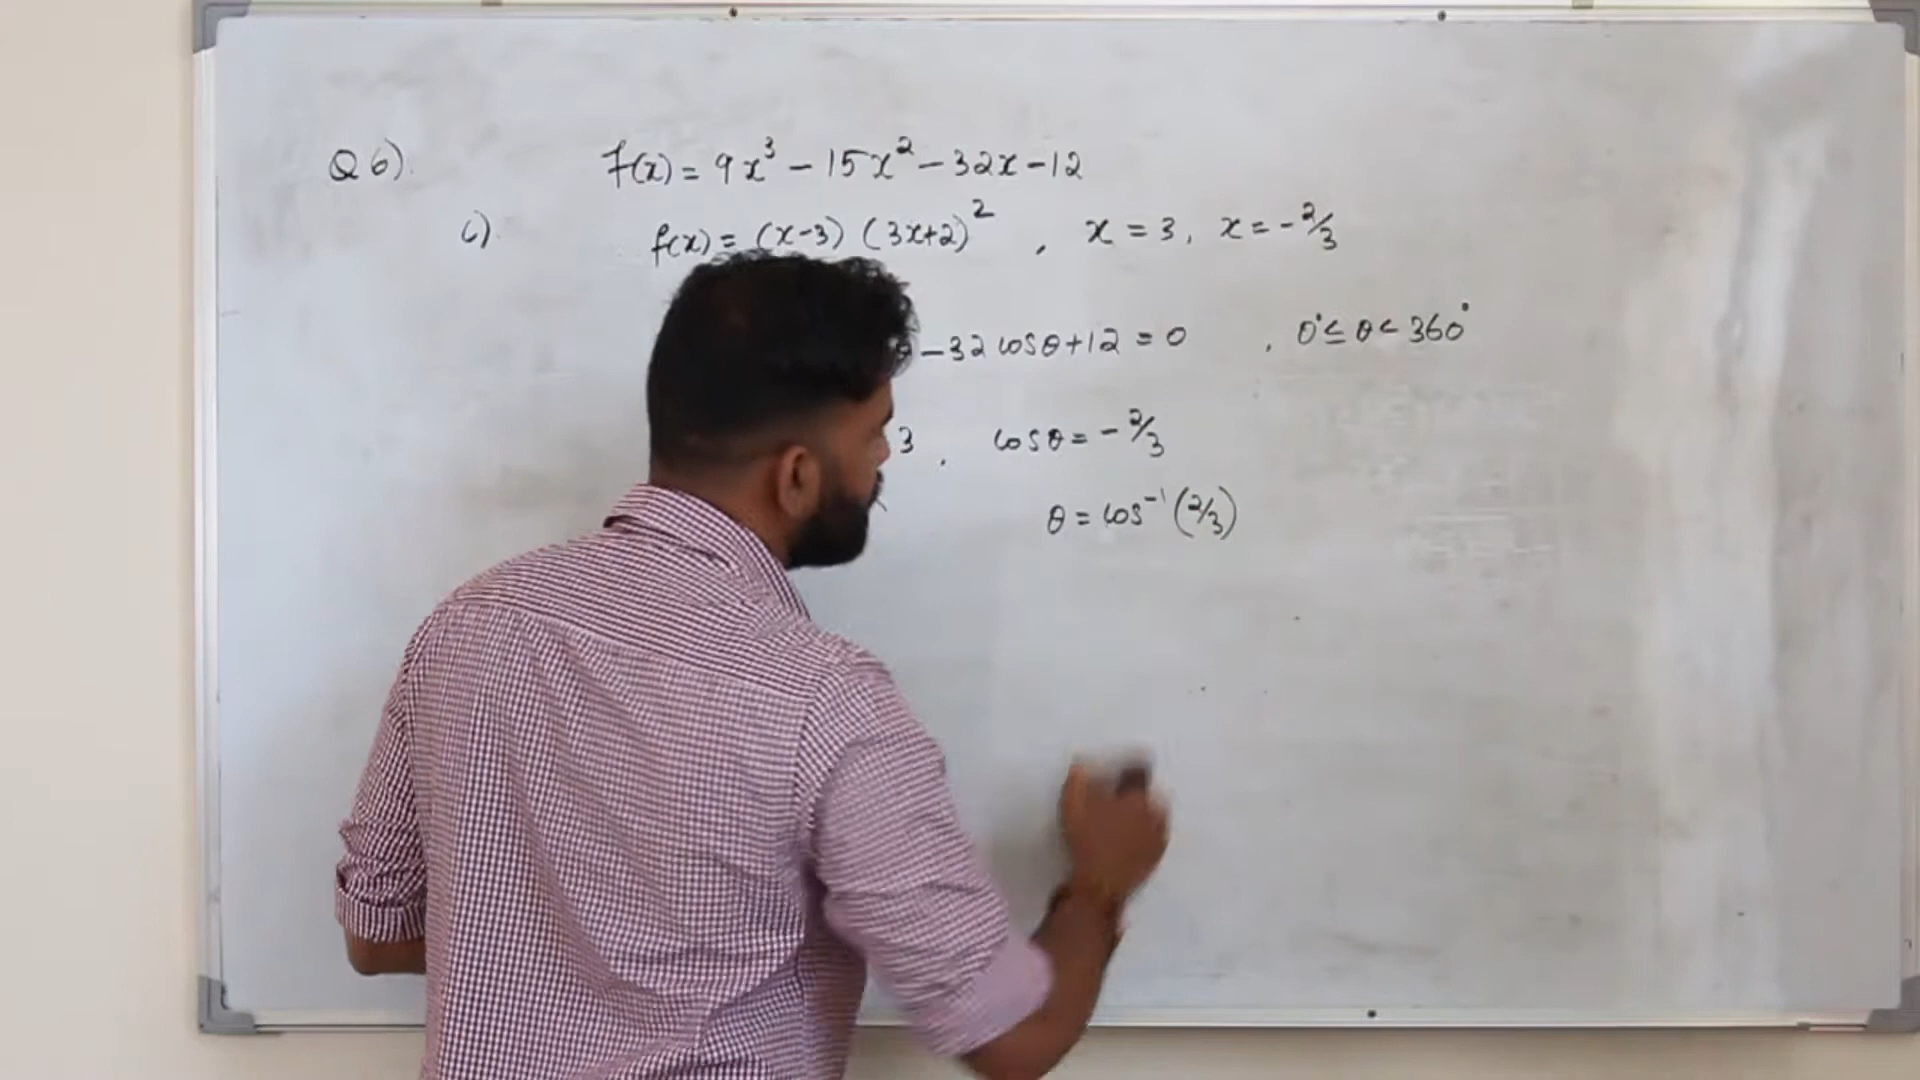 Q 6). f(x) = 9x³ - 15x² - 32x - 12
i). f(x) = (x-3) (3x+2)² , x = 3, x = -2/3
θ - 32 cosθ + 12 = 0 , 0° ≤ θ < 360°
3 , cosθ = -2/3
θ = cos⁻¹ (2/3)